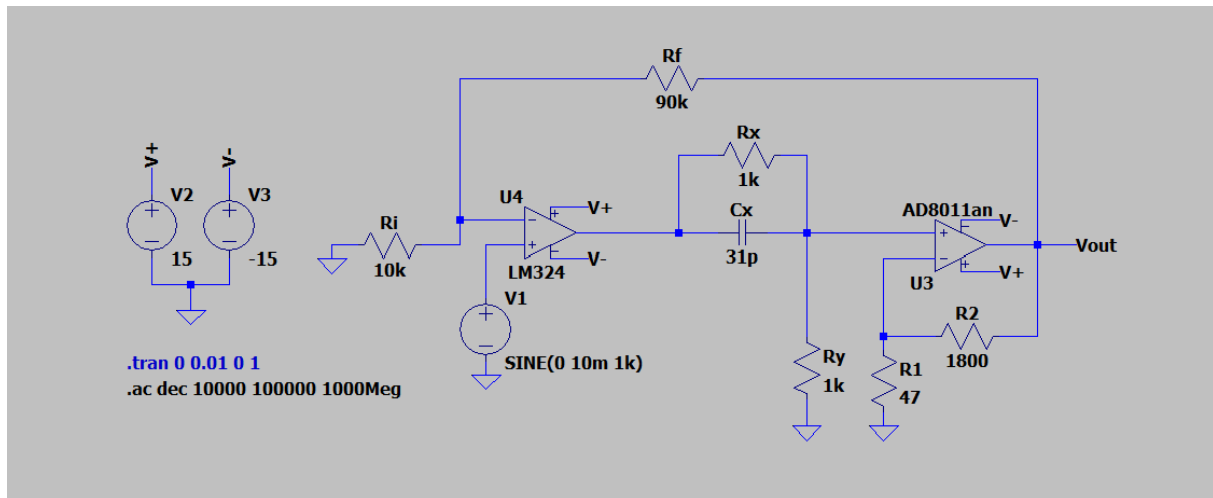 Rf
90k
Rx
1k
V+
V-
V2
V3
U4
V+
Cx
AD8011an
V-
Ri
31p
Vout
10k
V-
LM324
V+
15
-15
U3
V1
R2
SINE(0 10m 1k)
1800
Ry
1k
R1
47
.tran 0 0.01 0 1
.ac dec 10000 100000 1000Meg